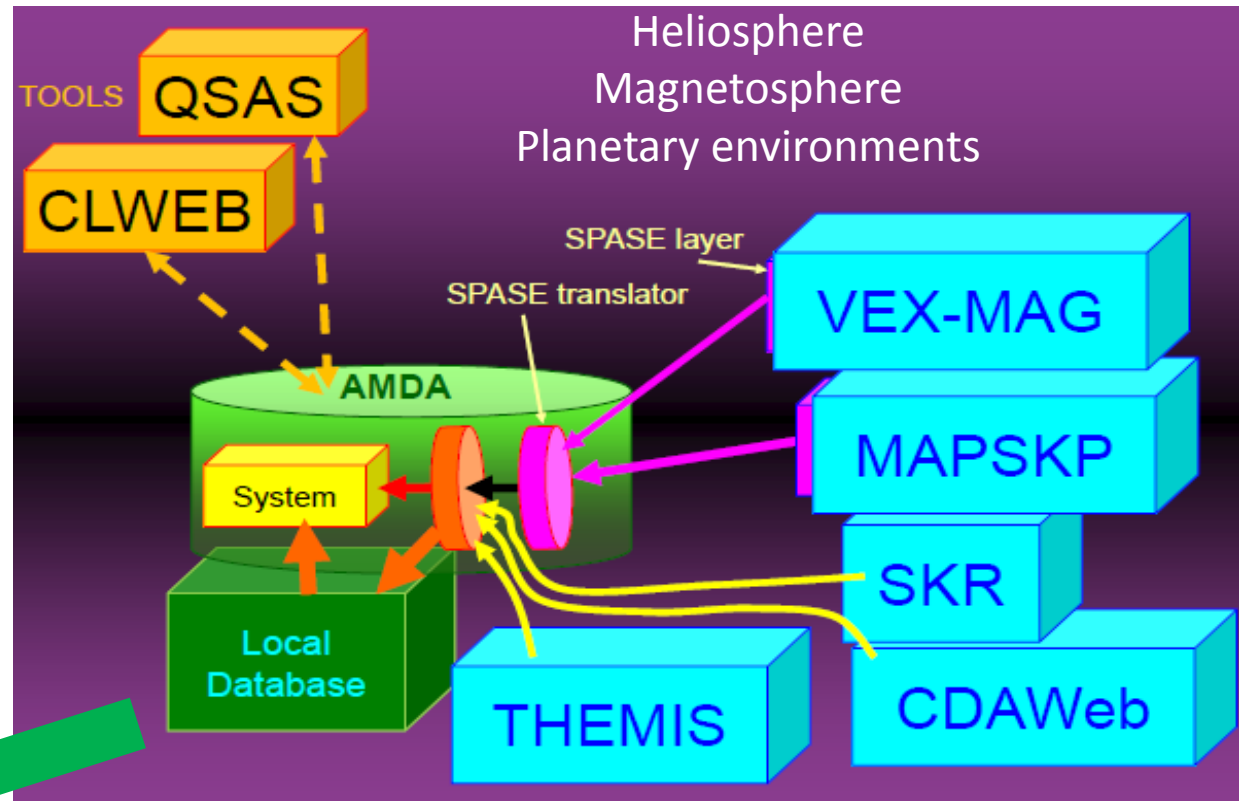 Heliosphere
Magnetosphere
Planetary environments
TOOLS
QSAS
CLWEB
SPASE layer
SPASE translator
VEX-MAG
AMDA
MAPSKP
System
SKR
Local
Database
THEMIS
CDAWeb